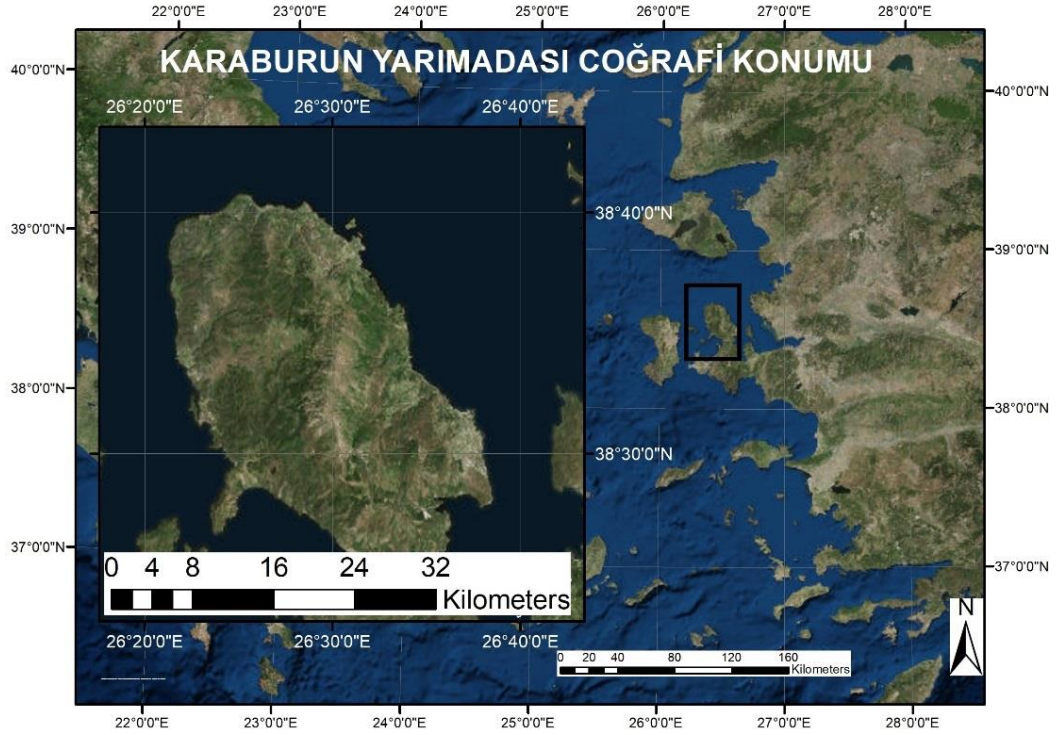 22°0'0"E 23°0'0"E 24°0'0"E 25°0'0"E 26°0'0"E 27°0'0"E 28°0'0"E
KARABURUN YARIMADASI COĞRAFİ KONUMU
40°0'0"N
40°0'0"N
26°20'0"E 26°30'0"E 26°40'0"E
38°40'0"N
39°0'0"N
39°0'0"N
38°0'0"N
38°0'0"N
38°30'0"N
37°0'0"N
37°0'0"N
0 4 8 16 24 32
Kilometers
26°20'0"E 26°30'0"E 26°40'0"E
N
0 20 40 80 120 160
Kilometers
22°0'0"E 23°0'0"E 24°0'0"E 25°0'0"E 26°0'0"E 27°0'0"E 28°0'0"E